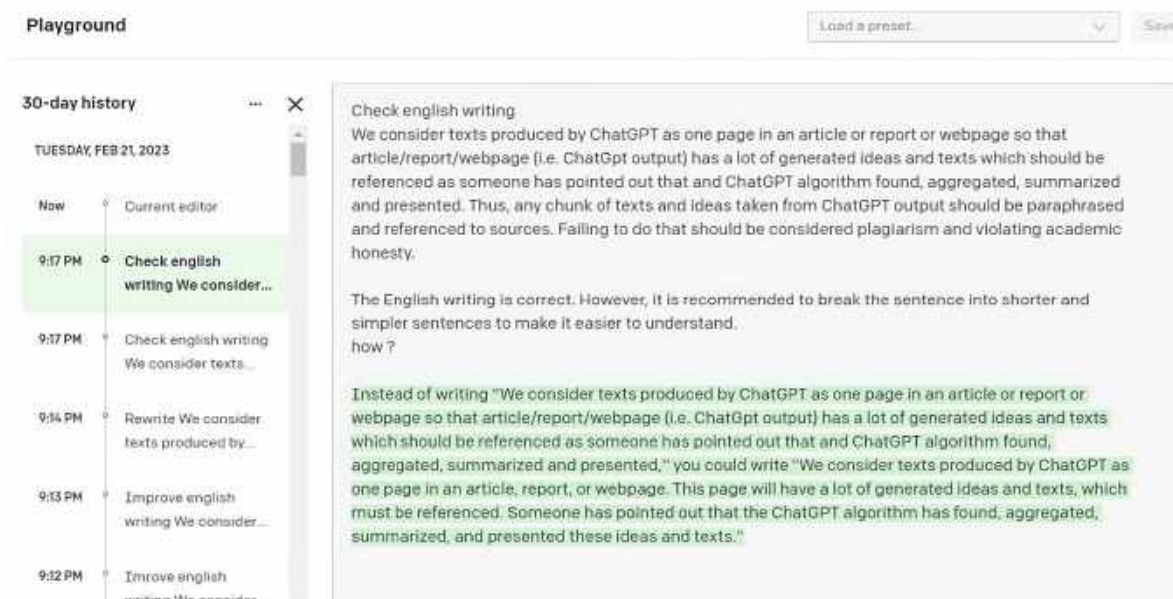 Playground
Load a preset...
Save
30-day history
TUESDAY, FEB 21, 2023
Now
Current editor
9:17 PM
Check english
writing We consider...
9:17 PM
Check english writing
We consider texts...
9:14 PM
Rewrite We consider
texts produced by...
9:13 PM
Improve english
writing We consider...
9:12 PM
Imrove english
writing We consider
Check english writing
We consider texts produced by ChatGPT as one page in an article or report or webpage so that
article/report/webpage (i.e. ChatGpt output) has a lot of generated ideas and texts which should be
referenced as someone has pointed out that and ChatGPT algorithm found, aggregated, summarized
and presented. Thus, any chunk of texts and ideas taken from ChatGPT output should be paraphrased
and referenced to sources. Failing to do that should be considered plagiarism and violating academic
honesty.
The English writing is correct. However, it is recommended to break the sentence into shorter and
simpler sentences to make it easier to understand.
how ?
Instead of writing "We consider texts produced by ChatGPT as one page in an article or report or
webpage so that article/report/webpage (i.e. ChatGpt output) has a lot of generated ideas and texts
which should be referenced as someone has pointed out that and ChatGPT algorithm found,
aggregated, summarized and presented," you could write "We consider texts produced by ChatGPT as
one page in an article, report, or webpage. This page will have a lot of generated ideas and texts, which
must be referenced. Someone has pointed out that the ChatGPT algorithm has found, aggregated,
summarized, and presented these ideas and texts."